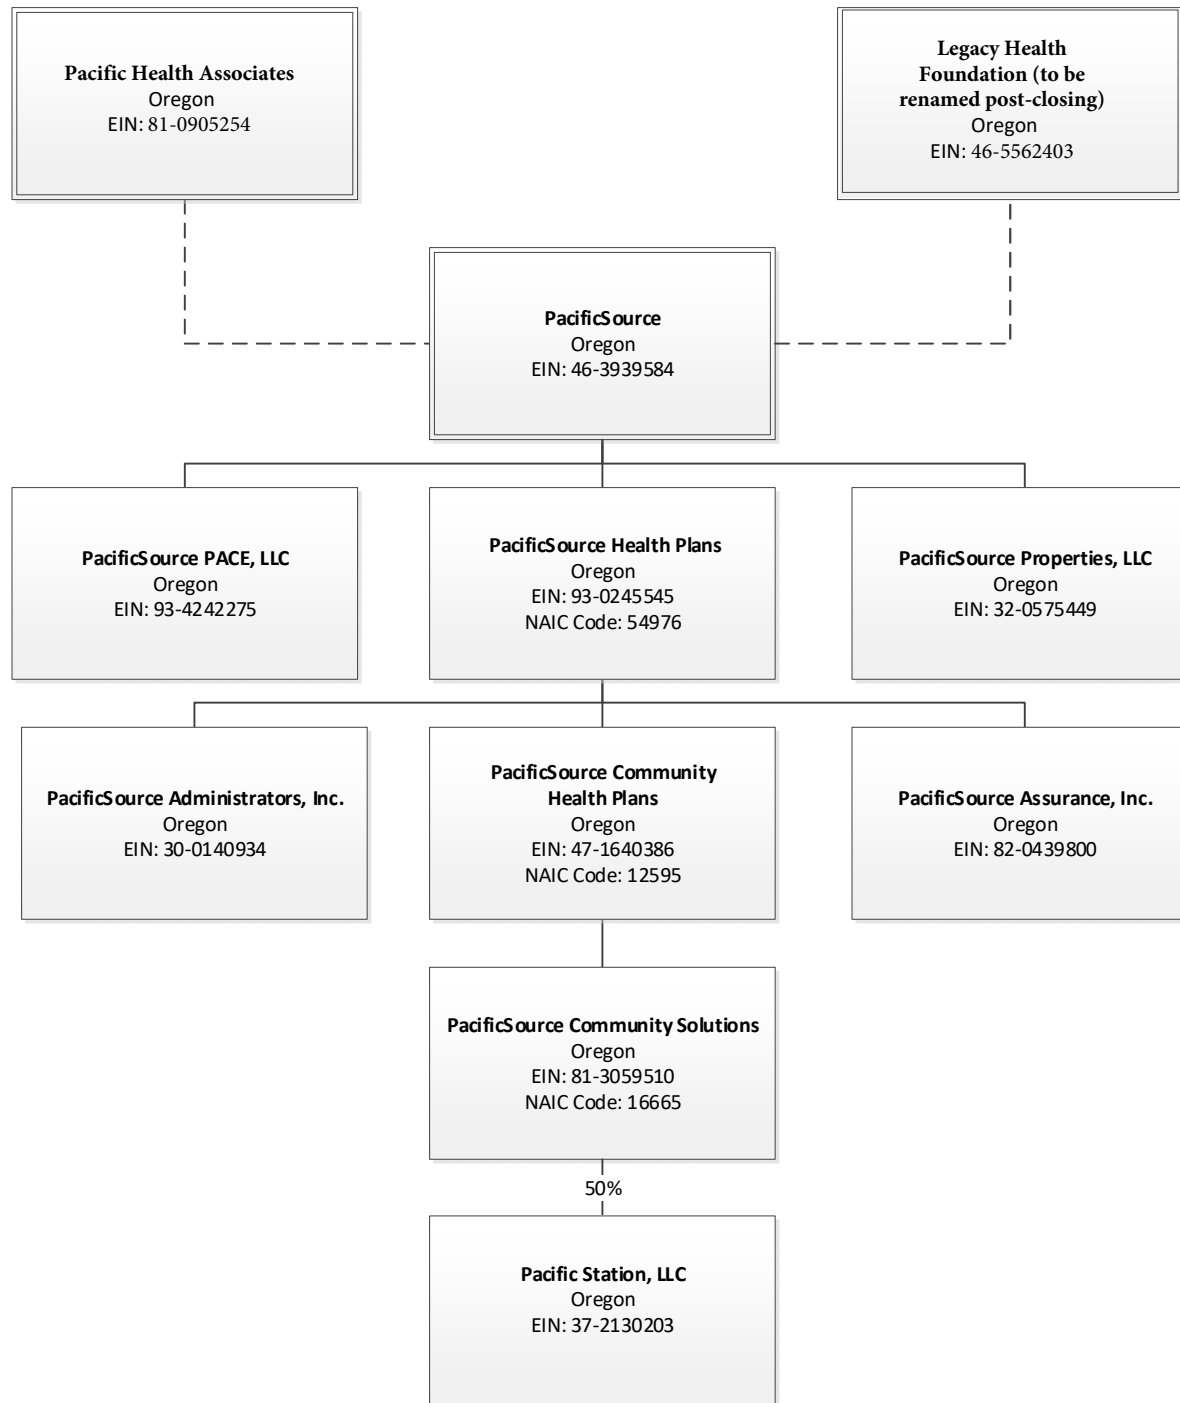 Pacific Health Associates
Oregon
EIN: 81-0905254
Legacy Health
Foundation (to be
renamed post-closing)
Oregon
EIN: 46-5562403
PacificSource
Oregon
EIN: 46-3939584
PacificSource PACE, LLC
Oregon
EIN: 93-4242275
PacificSource Health Plans
Oregon
EIN: 93-0245545
NAIC Code: 54976
PacificSource Properties, LLC
Oregon
EIN: 32-0575449
PacificSource Administrators, Inc.
Oregon
EIN: 30-0140934
PacificSource Community
Health Plans
Oregon
EIN: 47-1640386
NAIC Code: 12595
PacificSource Assurance, Inc.
Oregon
EIN: 82-0439800
PacificSource Community Solutions
Oregon
EIN: 81-3059510
NAIC Code: 16665
50%
Pacific Station, LLC
Oregon
EIN: 37-2130203